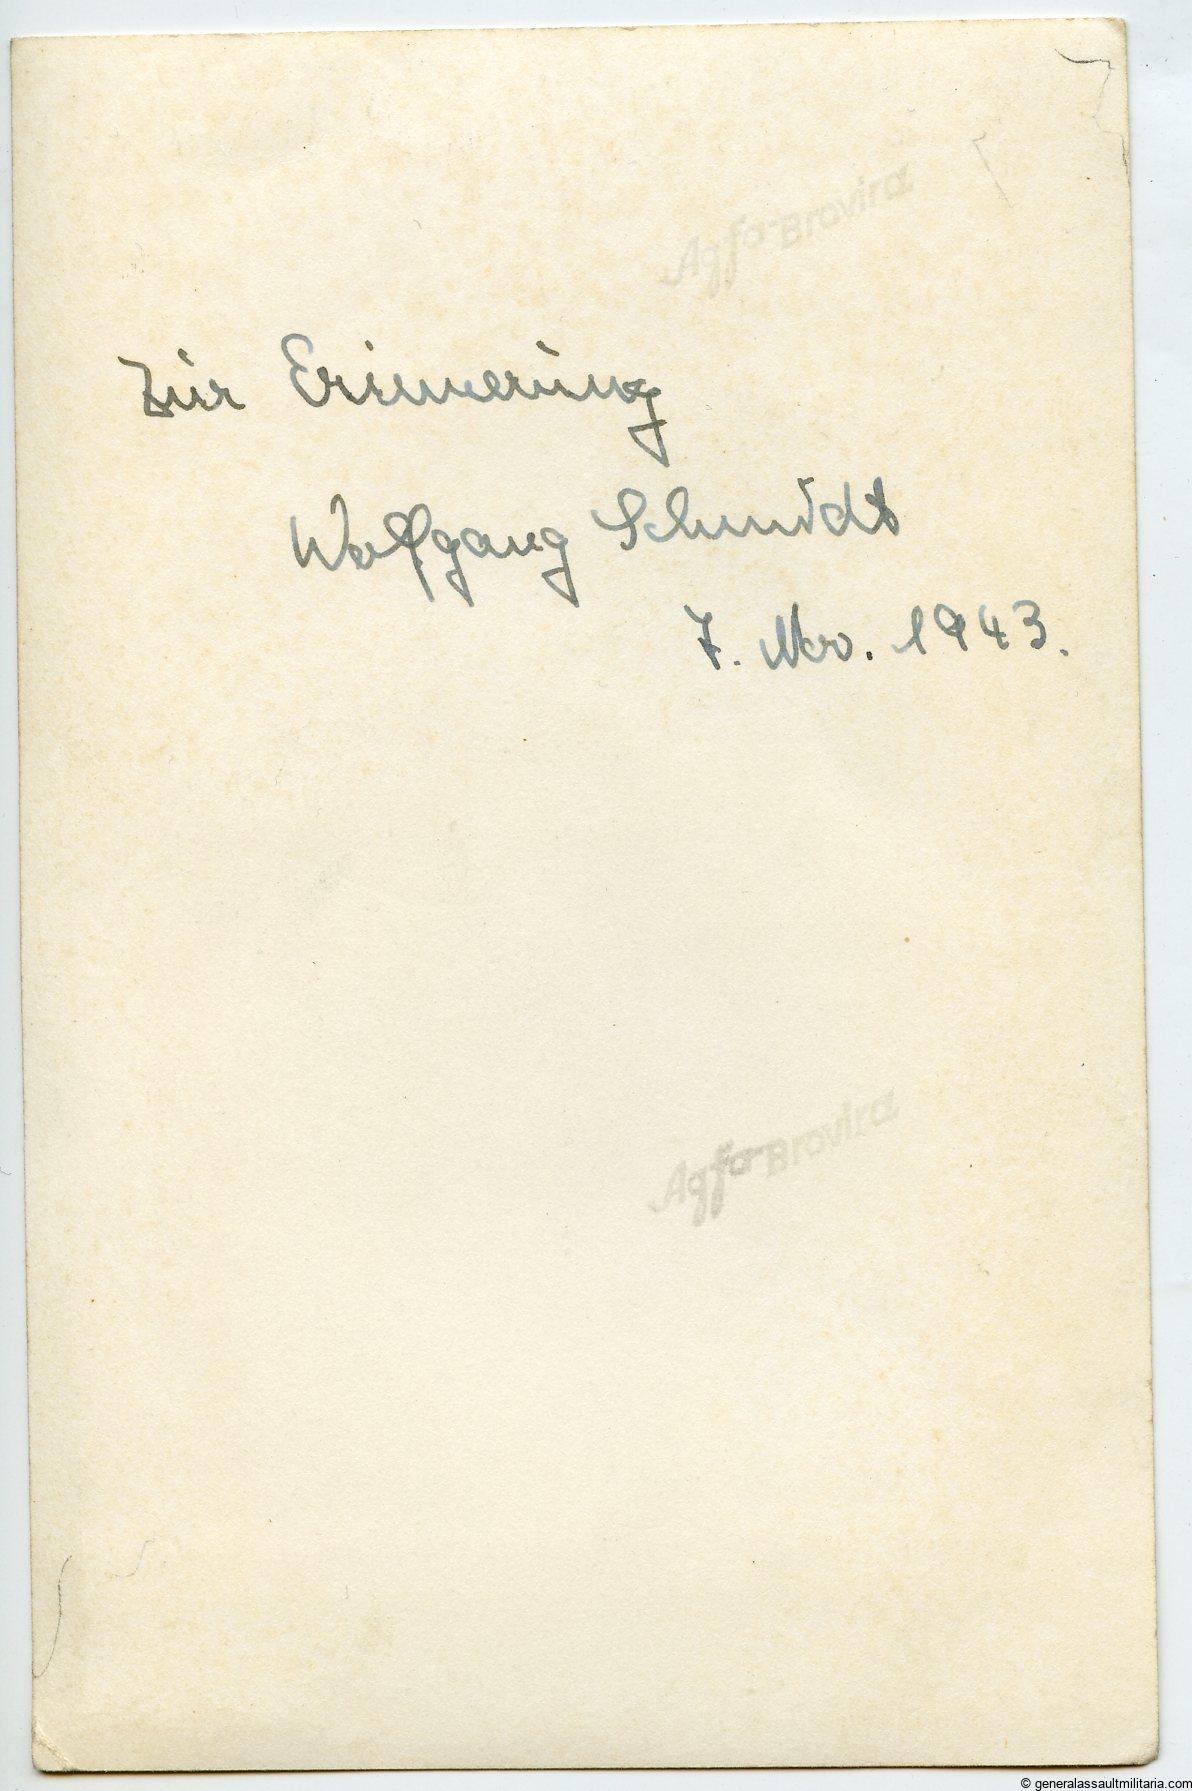 Agfa-Brovira
Zur Erinnerung
Wolfgang Schmidt
7. Nov. 1943.
Agfa-Brovira
© generalassaultmilitaria.com